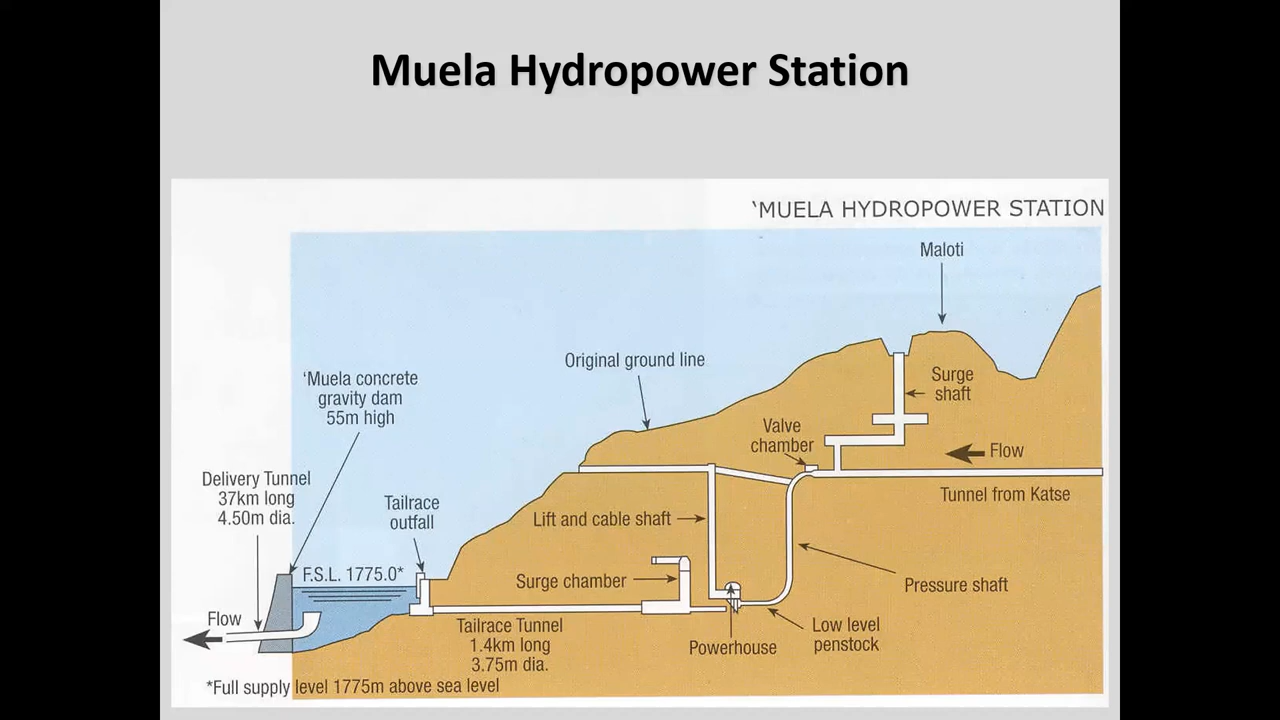 Muela Hydropower Station
‘MUELA HYDROPOWER STATION
Maloti
Original ground line
‘Muela concrete
gravity dam
55m high
Surge
shaft
Valve
chamber
Flow
Delivery Tunnel
37km long
4.50m dia.
Tailrace
outfall
Tunnel from Katse
Lift and cable shaft
F.S.L. 1775.0*
Surge chamber
Pressure shaft
Flow
Tailrace Tunnel
1.4km long
3.75m dia.
Powerhouse
Low level
penstock
*Full supply level 1775m above sea level